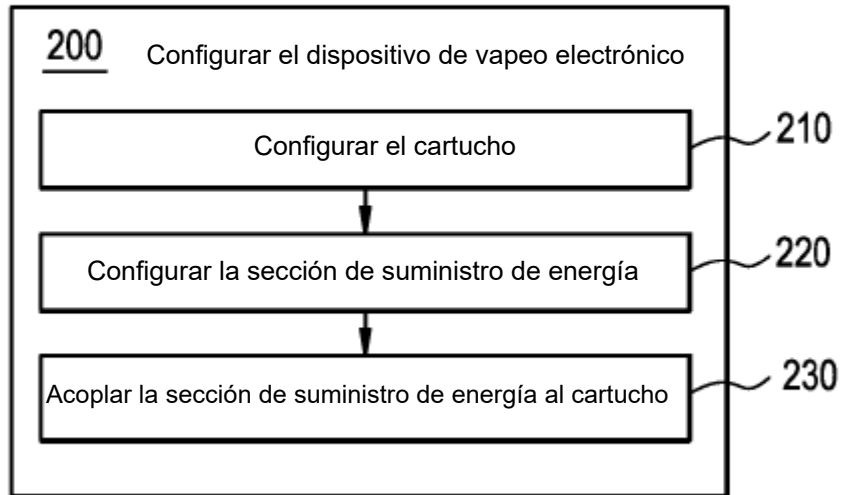 200 Configurar el dispositivo de vapeo electrónico
Configurar el cartucho 210
Configurar la sección de suministro de energía 220
Acoplar la sección de suministro de energía al cartucho 230